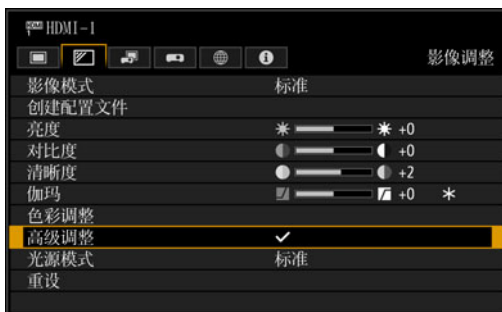 HDMI HDMI-1
影像调整
影像模式 标准
创建配置文件
亮度 +0
对比度 +0
清晰度 +2
伽玛 +0
色彩调整
高级调整
光源模式 标准
重设